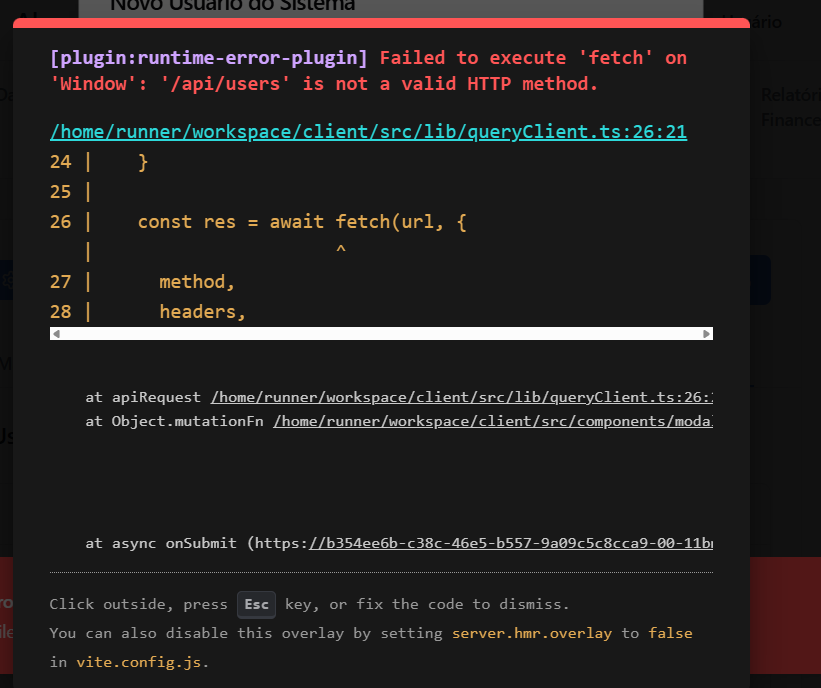 Novo Usuário do Sistema
[plugin:runtime-error-plugin] Failed to execute 'fetch' on
'Window': '/api/users' is not a valid HTTP method.
/home/runner/workspace/client/src/lib/queryClient.ts:26:21
24 |    }
25 |
26 |    const res = await fetch(url, {
   |                      ^
27 |      method,
28 |      headers,
at apiRequest /home/runner/workspace/client/src/lib/queryClient.ts:26:
at Object.mutationFn /home/runner/workspace/client/src/components/moda
at async onSubmit (https://b354ee6b-c38c-46e5-b557-9a09c5c8cca9-00-11b
Click outside, press Esc key, or fix the code to dismiss.
You can also disable this overlay by setting server.hmr.overlay to false
in vite.config.js.
Relatóri
Finance